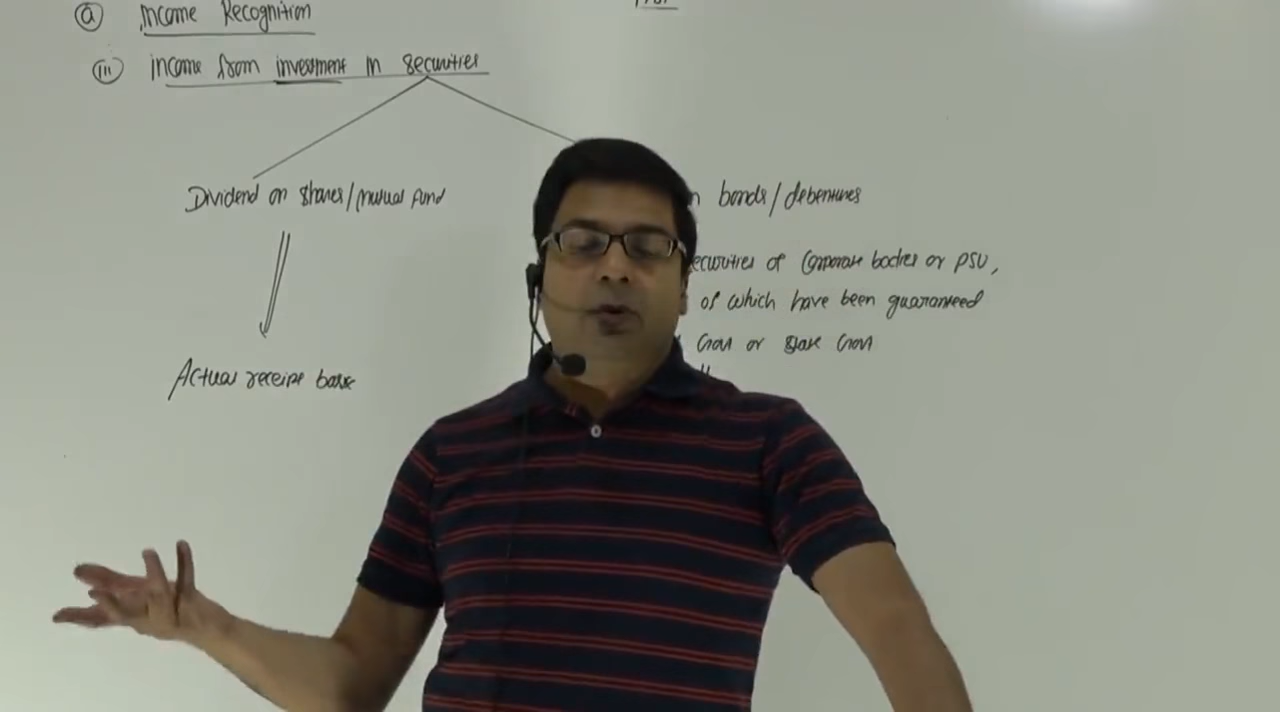 a Income Recognition
iii income from investment in securities
Dividend on shares/mutual fund
bonds/debentures
securities of Corporate bodies or PSU,
of which have been guaranteed
Govt or State Govt
Actual receipt basis